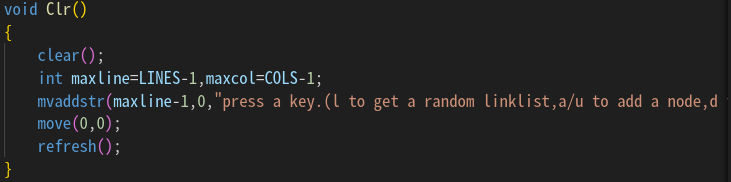 void Clr()
{
    clear();
    int maxline=LINES-1,maxcol=COLS-1;
    mvaddstr(maxline-1,0,"press a key.(l to get a random linklist,a/u to add a node,d
    move(0,0);
    refresh();
}